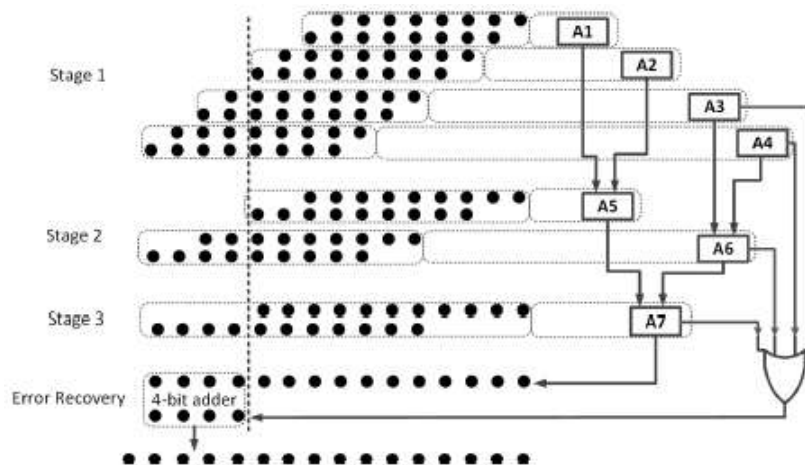 A1
Stage 1
A2
A3
A4
A5
Stage 2
A6
Stage 3
A7
Error Recovery
4-bit adder